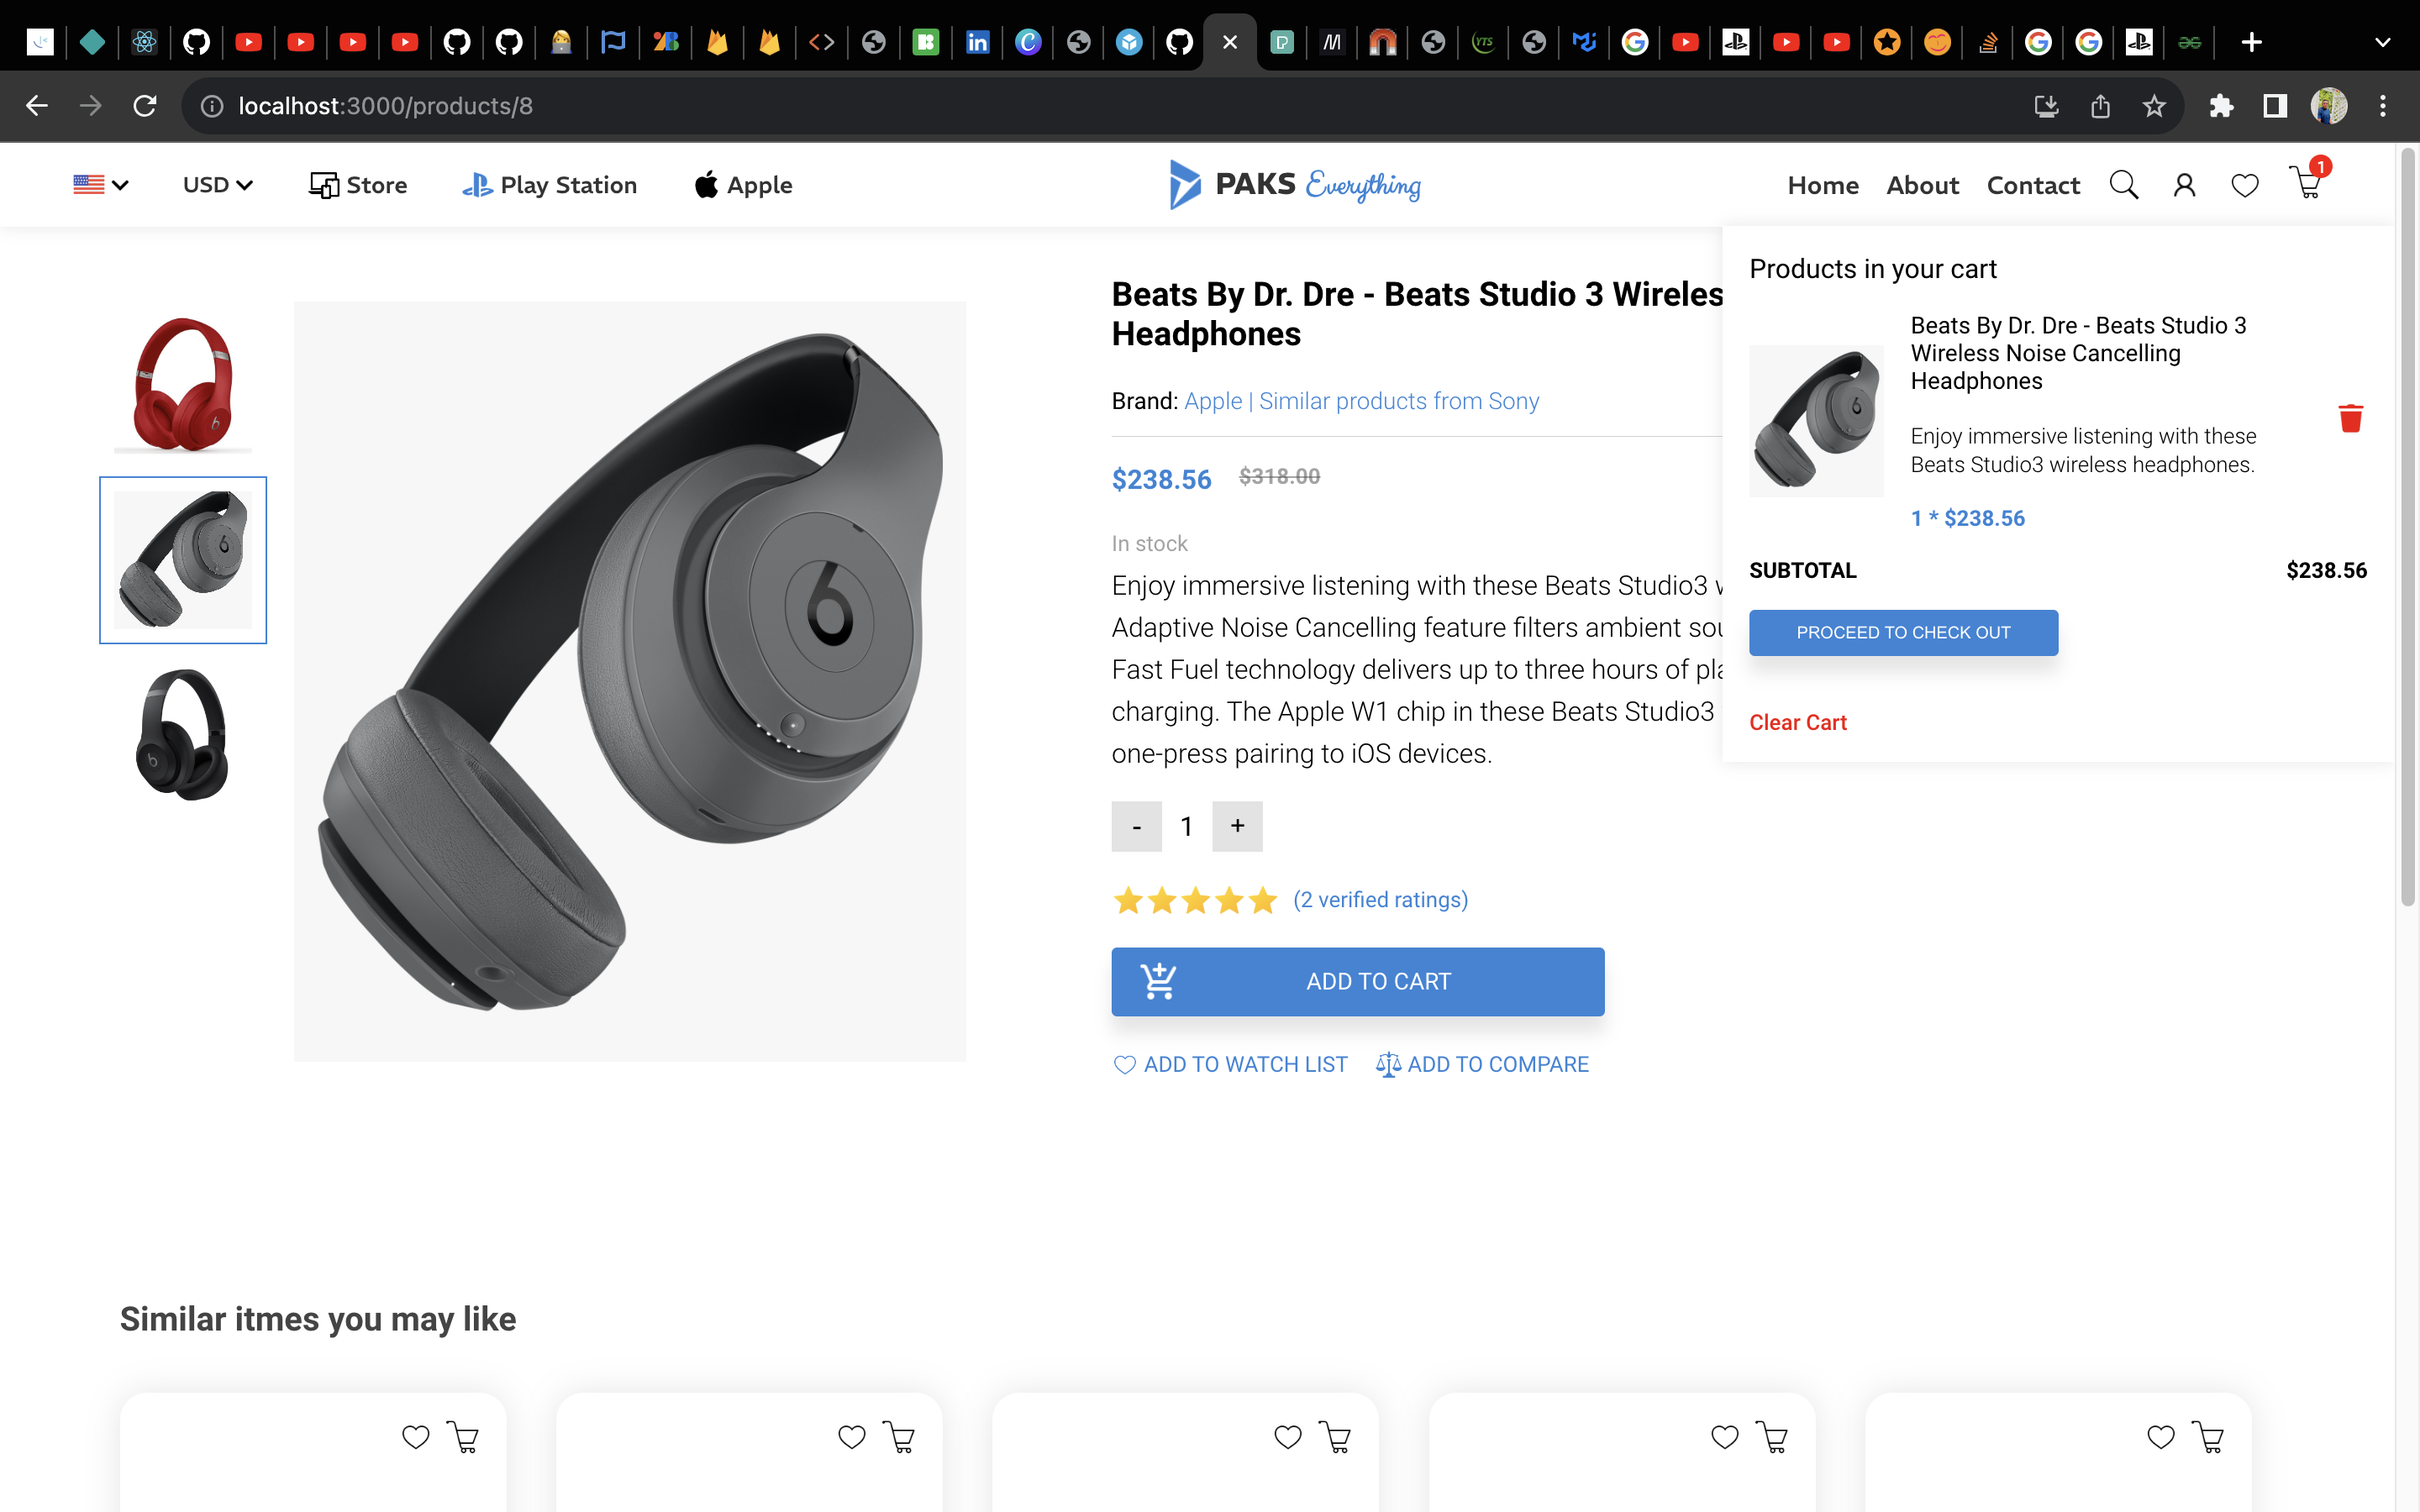 localhost:3000/products/8
USD
Store
Play Station
Apple
PAKS Everything
Home
About
Contact
1
Products in your cart
Beats By Dr. Dre - Beats Studio 3
Wireless Noise Cancelling
Headphones
Enjoy immersive listening with these
Beats Studio3 wireless headphones.
1 * $238.56
SUBTOTAL
$238.56
PROCEED TO CHECK OUT
Clear Cart
Beats By Dr. Dre - Beats Studio 3 Wireles
Headphones
Brand: Apple | Similar products from Sony
$238.56 $318.00
In stock
Enjoy immersive listening with these Beats Studio3
Adaptive Noise Cancelling feature filters ambient
Fast Fuel technology delivers up to three hours of
charging. The Apple W1 chip in these Beats Studio3
one-press pairing to iOS devices.
- 1 +
(2 verified ratings)
ADD TO CART
ADD TO WATCH LIST
ADD TO COMPARE
Similar itmes you may like